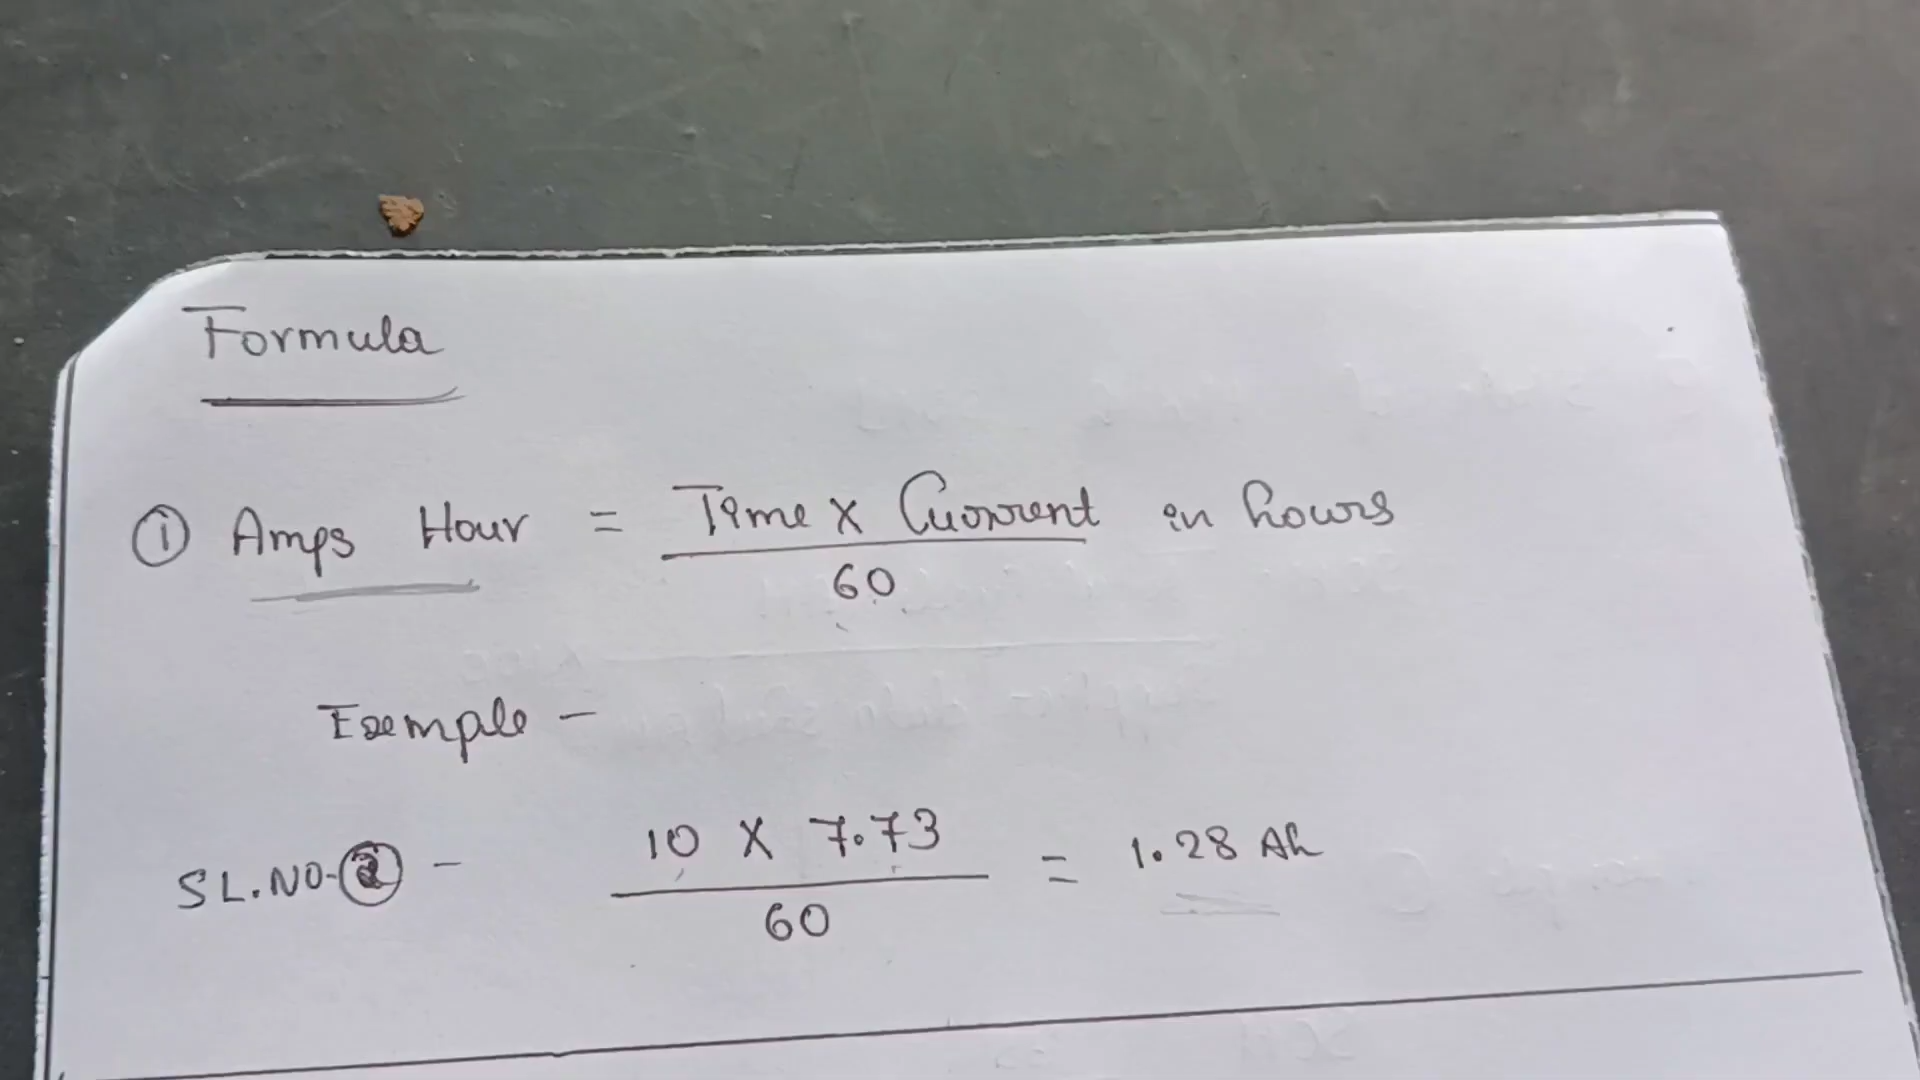 Formula
① Amps Hour = Time X Current in hours
60
Exemple -
SL.NO-② - 10 X 7.73 = 1.28 Ah
60